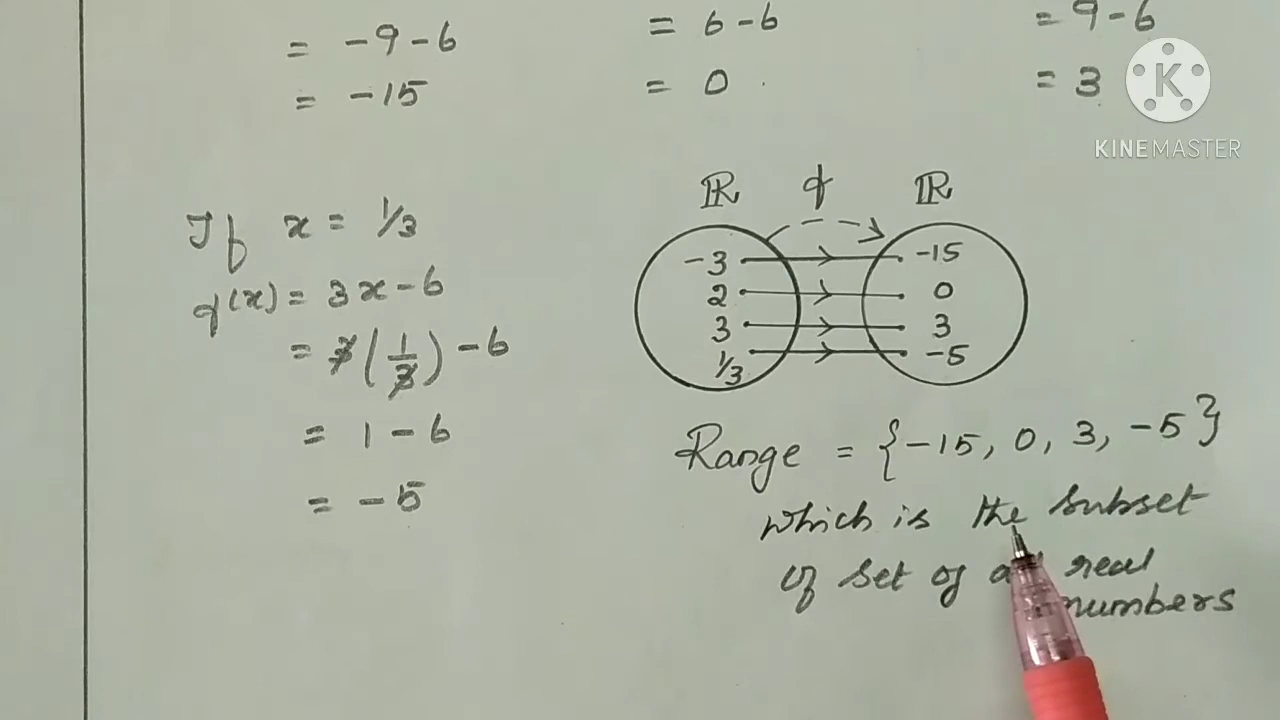 = -9-6
= 6-6
= 9-6
= -15
= 0
= 3
K
KINEMASTER
If x = 1/3
f(x) = 3x-6
= 3(1/3)-6
= 1-6
= -5
ℝ f ℝ
-3 -15
2 0
3 3
1/3 -5
Range = {-15, 0, 3, -5}
which is the subset
of set of all real
numbers